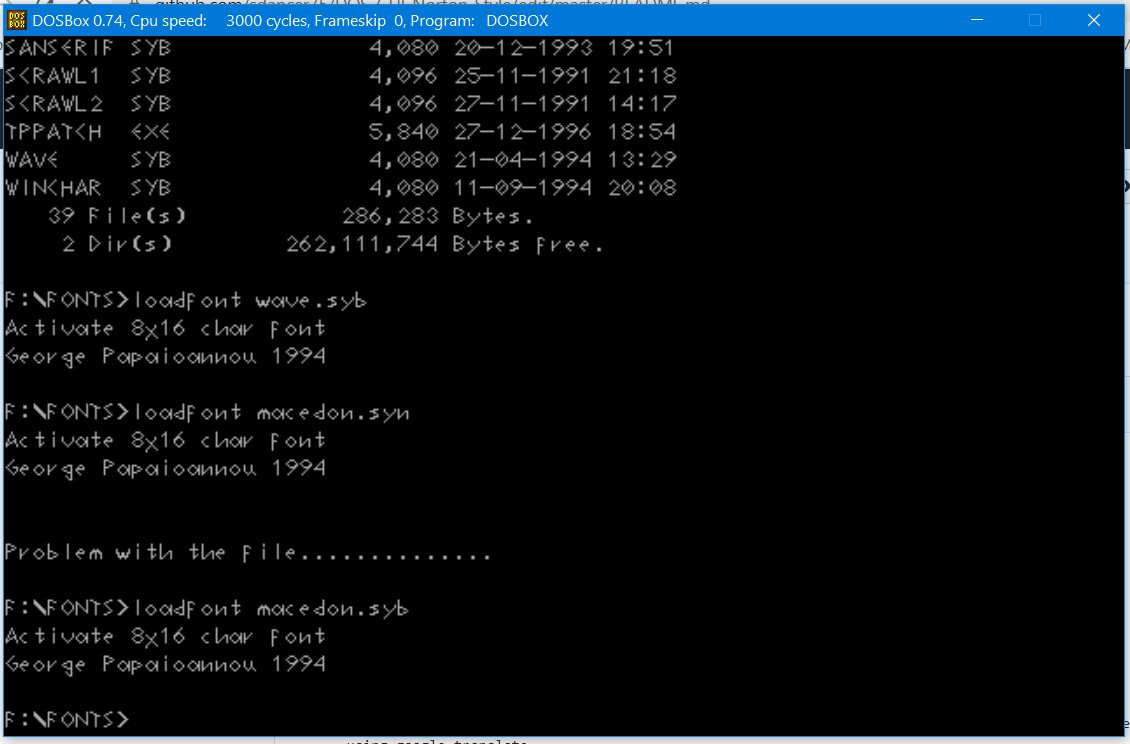 DOSBox 0.74, Cpu speed: 3000 cycles, Frameskip 0, Program: DOSBOX
SANSERIF SYB 4,080 20-12-1993 19:51
SCRAWL1 SYB 4,096 25-11-1991 21:18
SCRAWL2 SYB 4,096 27-11-1991 14:17
TPPATCH EXE 5,840 27-12-1996 18:54
WAVE SYB 4,080 21-04-1994 13:29
WINCHAR SYB 4,080 11-09-1994 20:08
39 File(s) 286,283 Bytes.
2 Dir(s) 262,111,744 Bytes free.
F:\FONTS>loadfont wave.syb
Activate 8x16 char font
George Papaioannou 1994
F:\FONTS>loadfont macedon.syn
Activate 8x16 char font
George Papaioannou 1994
Problem with the file..............
F:\FONTS>loadfont macedon.syb
Activate 8x16 char font
George Papaioannou 1994
F:\FONTS>